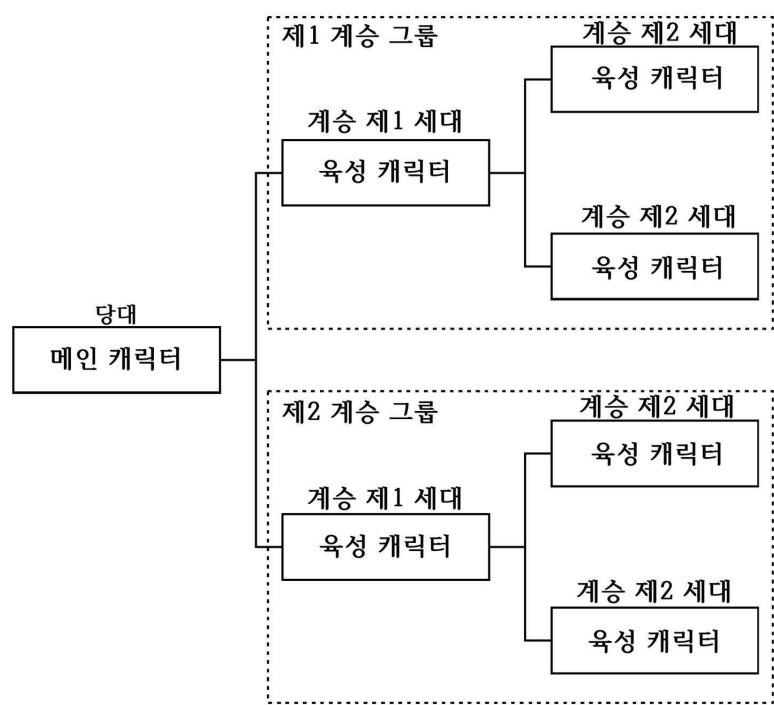 제1 계승 그룹
계승 제2 세대
육성 캐릭터
계승 제1 세대
육성 캐릭터
계승 제2 세대
육성 캐릭터
당대
메인 캐릭터
제2 계승 그룹
계승 제2 세대
육성 캐릭터
계승 제1 세대
육성 캐릭터
계승 제2 세대
육성 캐릭터